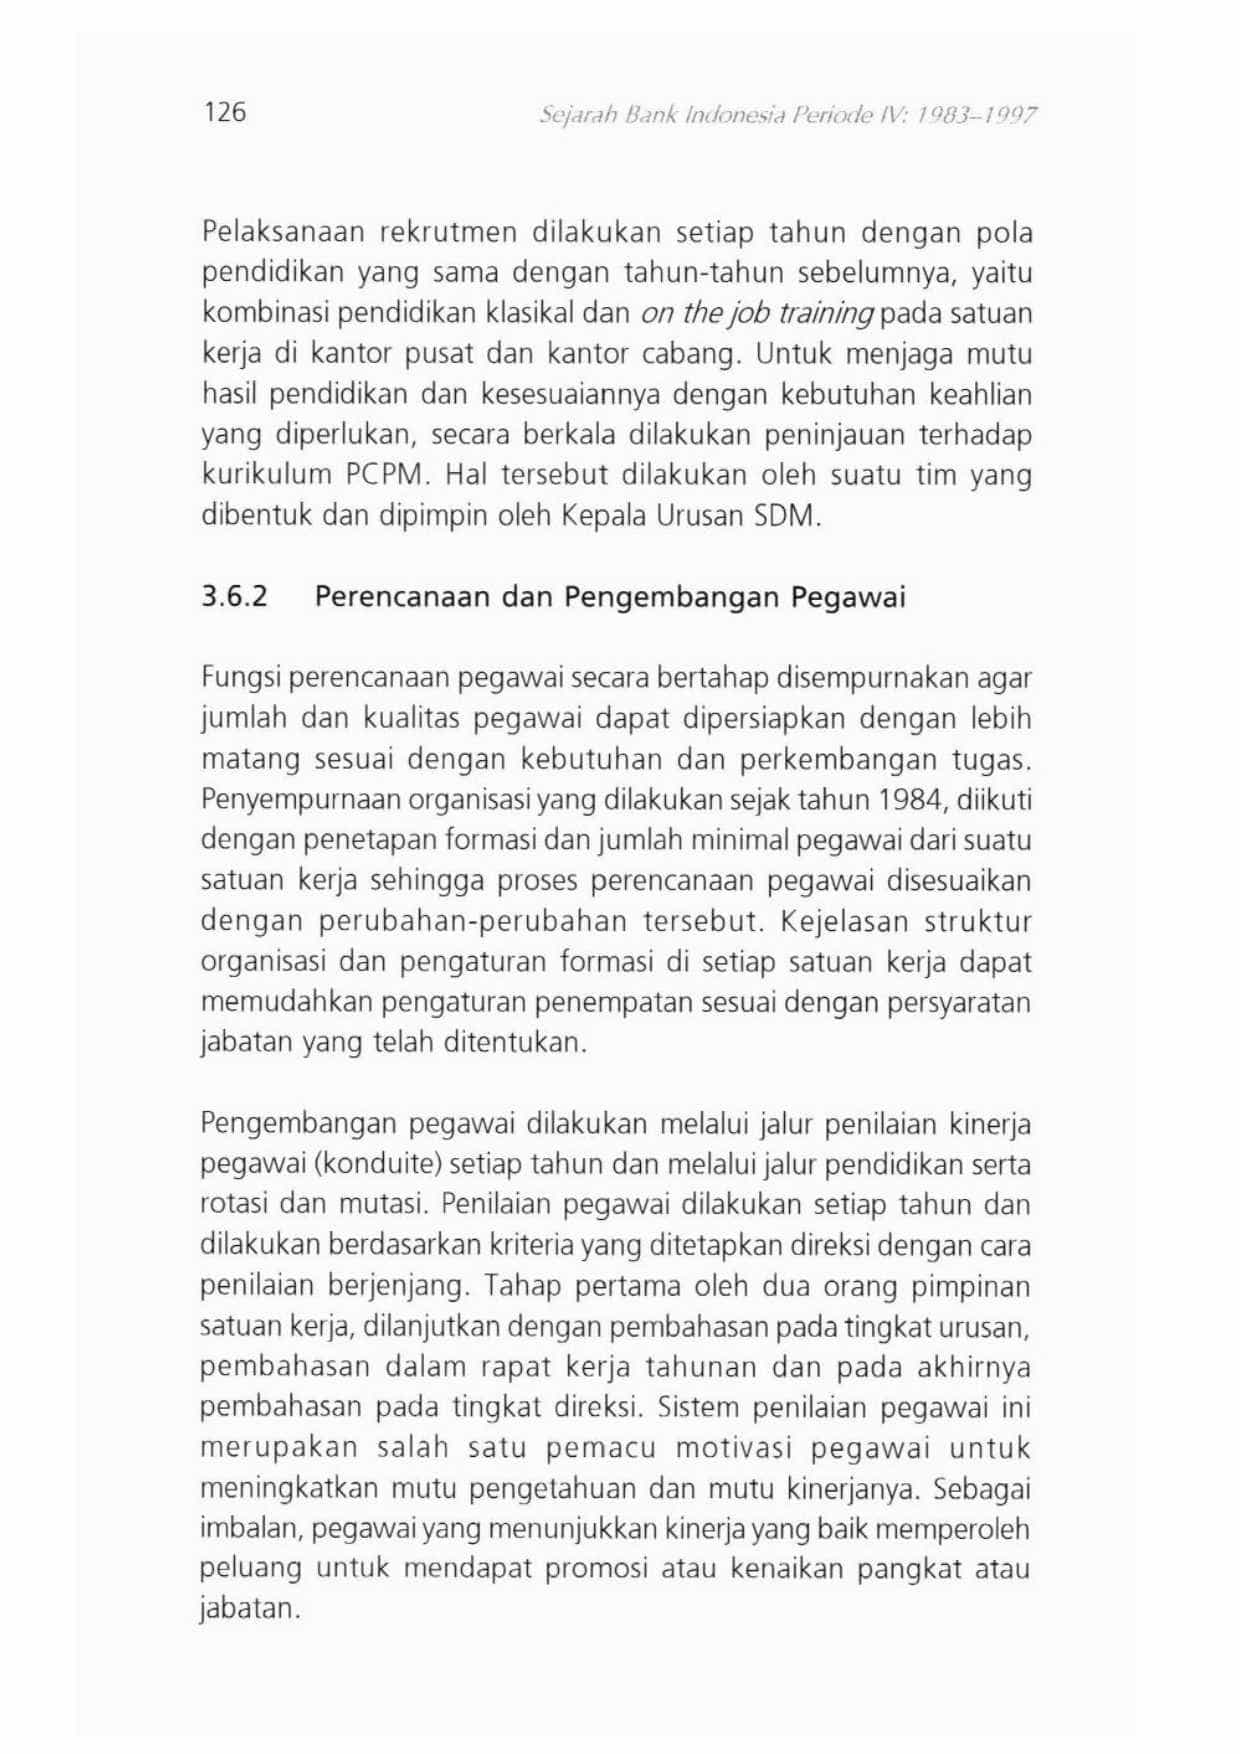 126
Sejarah Bank Indonesia Periode IV: 1983–1997
Pelaksanaan rekrutmen dilakukan setiap tahun dengan pola
pendidikan yang sama dengan tahun-tahun sebelumnya, yaitu
kombinasi pendidikan klasikal dan on the job training pada satuan
kerja di kantor pusat dan kantor cabang. Untuk menjaga mutu
hasil pendidikan dan kesesuaiannya dengan kebutuhan keahlian
yang diperlukan, secara berkala dilakukan peninjauan terhadap
kurikulum PCPM. Hal tersebut dilakukan oleh suatu tim yang
dibentuk dan dipimpin oleh Kepala Urusan SDM.
3.6.2 Perencanaan dan Pengembangan Pegawai
Fungsi perencanaan pegawai secara bertahap disempurnakan agar
jumlah dan kualitas pegawai dapat dipersiapkan dengan lebih
matang sesuai dengan kebutuhan dan perkembangan tugas.
Penyempurnaan organisasi yang dilakukan sejak tahun 1984, diikuti
dengan penetapan formasi dan jumlah minimal pegawai dari suatu
satuan kerja sehingga proses perencanaan pegawai disesuaikan
dengan perubahan-perubahan tersebut. Kejelasan struktur
organisasi dan pengaturan formasi di setiap satuan kerja dapat
memudahkan pengaturan penempatan sesuai dengan persyaratan
jabatan yang telah ditentukan.
Pengembangan pegawai dilakukan melalui jalur penilaian kinerja
pegawai (konduite) setiap tahun dan melalui jalur pendidikan serta
rotasi dan mutasi. Penilaian pegawai dilakukan setiap tahun dan
dilakukan berdasarkan kriteria yang ditetapkan direksi dengan cara
penilaian berjenjang. Tahap pertama oleh dua orang pimpinan
satuan kerja, dilanjutkan dengan pembahasan pada tingkat urusan,
pembahasan dalam rapat kerja tahunan dan pada akhirnya
pembahasan pada tingkat direksi. Sistem penilaian pegawai ini
merupakan salah satu pemacu motivasi pegawai untuk
meningkatkan mutu pengetahuan dan mutu kinerjanya. Sebagai
imbalan, pegawai yang menunjukkan kinerja yang baik memperoleh
peluang untuk mendapat promosi atau kenaikan pangkat atau
jabatan.